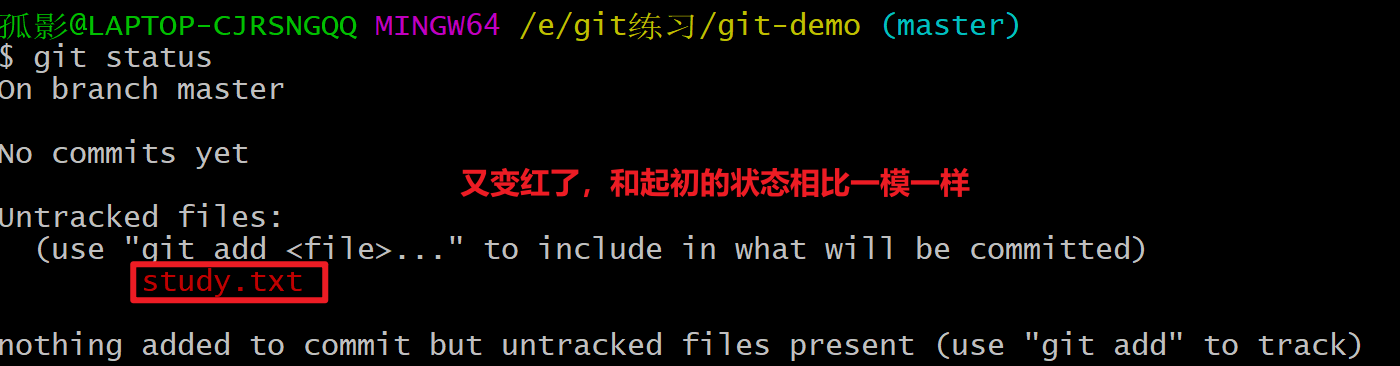 孤影@LAPTOP-CJRSNGQQ MINGW64 /e/git练习/git-demo (master)
$ git status
On branch master
No commits yet
又变红了，和起初的状态相比一模一样
Untracked files:
(use "git add <file>..." to include in what will be committed)
study.txt
nothing added to commit but untracked files present (use "git add" to track)